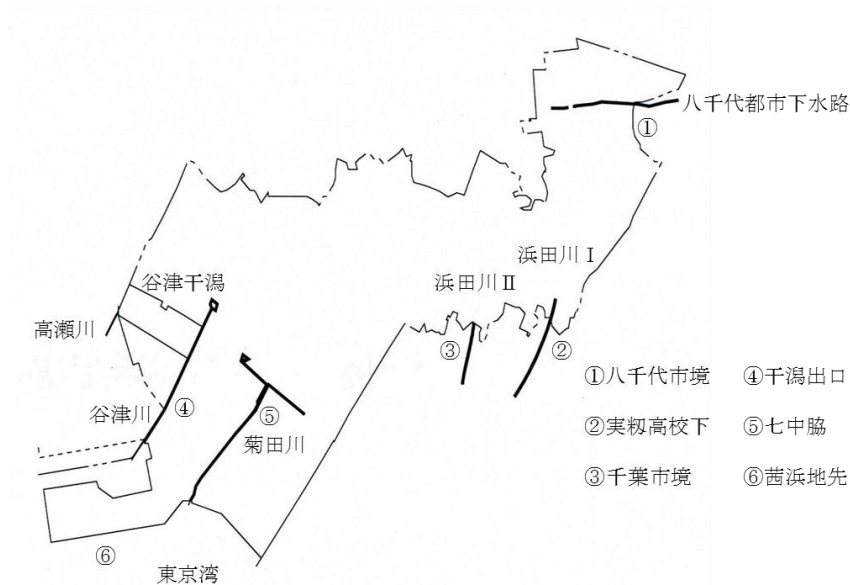 八千代都市下水路
①
浜田川Ⅰ
浜田川Ⅱ
谷津干潟
高瀬川
③
②
谷津川
④
⑤
菊田川
⑥
東京湾
①八千代市境 ④干潟出口
②実籾高校下 ⑤七中脇
③千葉市境 ⑥茜浜地先